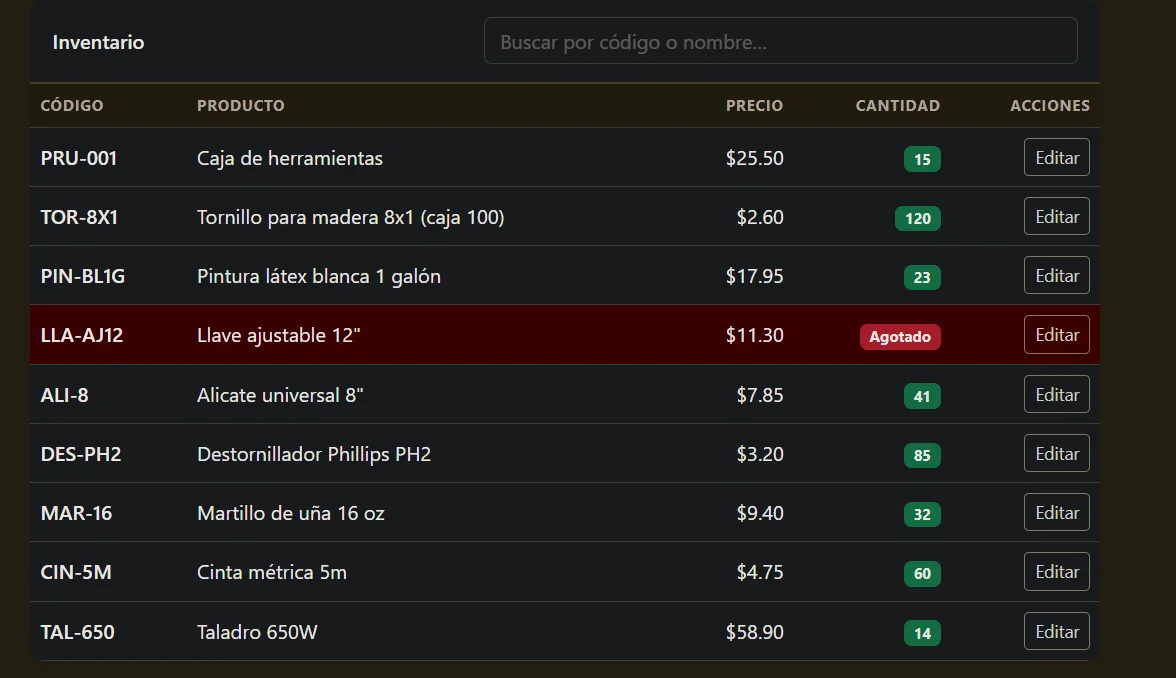 Inventario
Buscar por código o nombre...
CÓDIGO PRODUCTO PRECIO CANTIDAD ACCIONES
PRU-001 Caja de herramientas $25.50 15 Editar
TOR-8X1 Tornillo para madera 8x1 (caja 100) $2.60 120 Editar
PIN-BL1G Pintura látex blanca 1 galón $17.95 23 Editar
LLA-AJ12 Llave ajustable 12" $11.30 Agotado Editar
ALI-8 Alicate universal 8" $7.85 41 Editar
DES-PH2 Destornillador Phillips PH2 $3.20 85 Editar
MAR-16 Martillo de uña 16 oz $9.40 32 Editar
CIN-5M Cinta métrica 5m $4.75 60 Editar
TAL-650 Taladro 650W $58.90 14 Editar